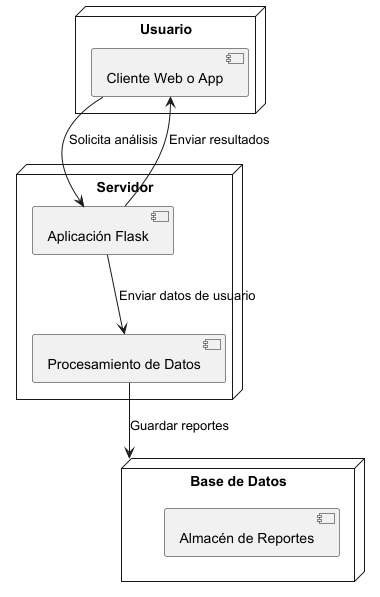 Usuario
Cliente Web o App
Solicita análisis
Enviar resultados
Servidor
Aplicación Flask
Enviar datos de usuario
Procesamiento de Datos
Guardar reportes
Base de Datos
Almacén de Reportes